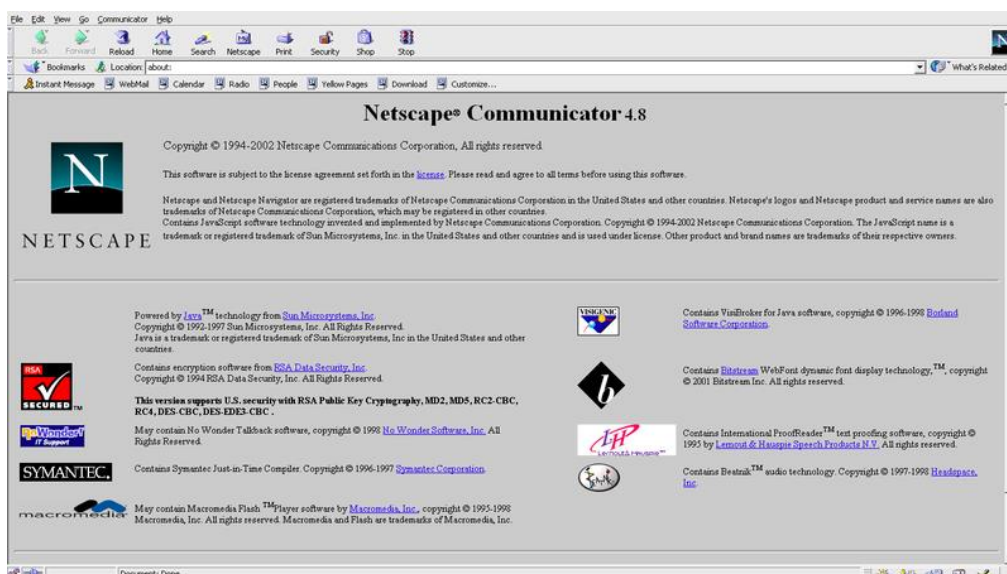 File Edit View Go Communicator Help
Back Forward Reload Home Search Netscape Print Security Shop Stop
Bookmarks Location: about: What's Related
Instant Message WebMail Calendar Radio People Yellow Pages Download Customize...
Netscape® Communicator 4.8
Copyright © 1994-2002 Netscape Communications Corporation, All rights reserved
This software is subject to the license agreement set forth in the license. Please read and agree to all terms before using this software.
Netscape and Netscape Navigator are registered trademarks of Netscape Communications Corporation in the United States and other countries. Netscape's logos and Netscape product and service names are also
trademarks of Netscape Communications Corporation, which may be registered in other countries.
Contains JavaScript software technology invented and implemented by Netscape Communications Corporation. Copyright © 1994-2002 Netscape Communications Corporation. The JavaScript name is a
trademark or registered trademark of Sun Microsystems, Inc. in the United States and other countries and is used under license. Other product and brand names are trademarks of their respective owners.
N
NETSCAPE
Powered by Java™ technology from Sun Microsystems, Inc.
Copyright © 1992-1997 Sun Microsystems, Inc. All Rights Reserved.
Java is a trademark or registered trademark of Sun Microsystems, Inc in the United States and other
countries.
RSA
SECURED™
Contains encryption software from RSA Data Security, Inc.
Copyright © 1994 RSA Data Security, Inc. All Rights Reserved.
This version supports U.S. security with RSA Public Key Cryptography, MD2, MD5, RC2-CBC,
RC4, DES-CBC, DES-EDE3-CBC .
NoWonder!
IT Support
May contain No Wonder Talkback software, copyright © 1998 No Wonder Software, Inc. All
Rights Reserved.
SYMANTEC.
Contains Symantec Just-in-Time Compiler. Copyright © 1996-1997 Symantec Corporation.
macromedia
May contain Macromedia Flash ™Player software by Macromedia, Inc., copyright © 1995-1998
Macromedia, Inc. All rights reserved. Macromedia and Flash are trademarks of Macromedia, Inc.
VISIGENIC
Contains VisiBroker for Java software, copyright © 1996-1998 Borland
Software Corporation.
b
Contains Bitstream WebFont dynamic font display technology,™, copyright
© 2001 Bitstream Inc. All rights reserved.
LH
LERNOUT& HAUSPIE™
Contains International ProofReader™ text proofing software, copyright ©
1995 by Lernout & Hauspie Speech Products N.V. All rights reserved.
Contains Beatnik™ audio technology. Copyright © 1997-1998 Headspace,
Inc.
Document: Done